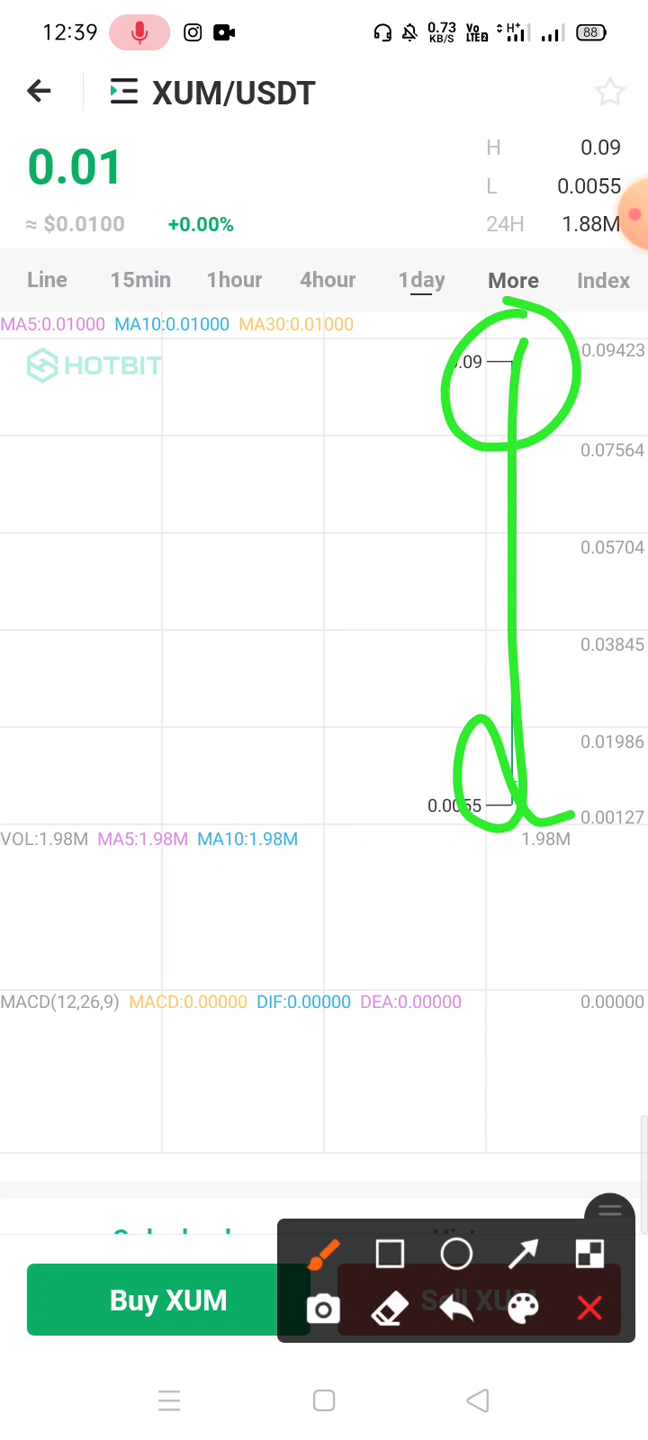 12:39 0.73 KB/S Vo LTE2 H+ 88
XUM/USDT
0.01
H 0.09
L 0.0055
≈ $0.0100 +0.00% 24H 1.88M
Line 15min 1hour 4hour 1day More Index
MA5:0.01000 MA10:0.01000 MA30:0.01000
0.09423
HOTBIT
0.09
0.07564
0.05704
0.03845
0.01986
0.0055
0.00127
VOL:1.98M MA5:1.98M MA10:1.98M 1.98M
MACD(12,26,9) MACD:0.00000 DIF:0.00000 DEA:0.00000 0.00000
Buy XUM Sell XUM